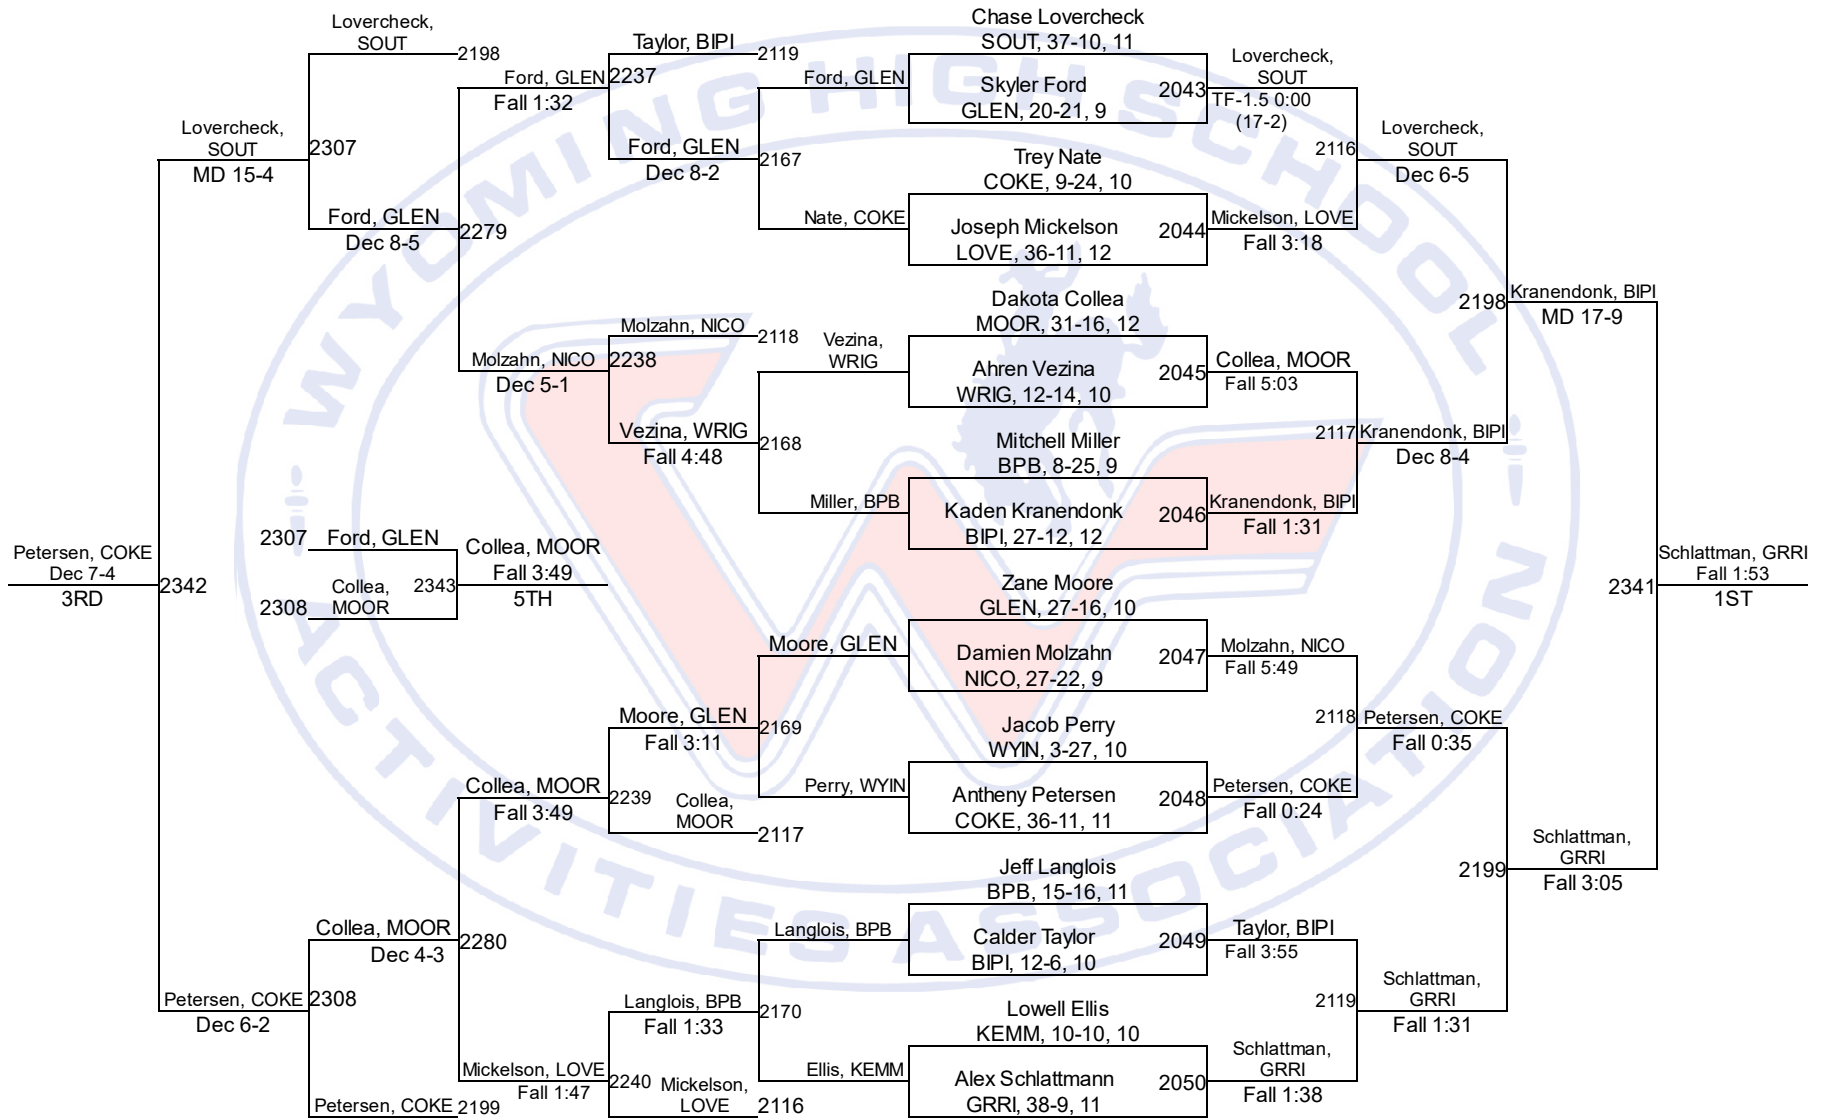 Chase Lovercheck
SOUT, 37-10, 11
Skyler Ford
GLEN, 20-21, 9
2043
Trey Nate
COKE, 9-24, 10
Joseph Mickelson
LOVE, 36-11, 12
2044
Dakota Collea
MOOR, 31-16, 12
Ahren Vezina
WRIG, 12-14, 10
2045
Mitchell Miller
BPB, 8-25, 9
Kaden Kranendonk
BIPI, 27-12, 12
2046
Zane Moore
GLEN, 27-16, 10
Damien Molzahn
NICO, 27-22, 9
2047
Jacob Perry
WYIN, 3-27, 10
Antheny Petersen
COKE, 36-11, 11
2048
Jeff Langlois
BPB, 15-16, 11
Calder Taylor
BIPI, 12-6, 10
2049
Lowell Ellis
KEMM, 10-10, 10
Alex Schlattmann
GRRI, 38-9, 11
2050
Lovercheck,
SOUT
TF-1.5 0:00
(17-2)
2116
Mickelson, LOVE
Fall 3:18
Collea, MOOR
Fall 5:03
2117
Kranendonk, BIPI
Fall 1:31
Molzahn, NICO
Fall 5:49
2118
Petersen, COKE
Fall 0:24
Taylor, BIPI
Fall 3:55
2119
Schlattman,
GRRI
Fall 1:38
Lovercheck,
SOUT
Dec 6-5
2198
Kranendonk, BIPI
Dec 8-4
Petersen, COKE
Fall 0:35
2199
Schlattman,
GRRI
Fall 1:31
Kranendonk, BIPI
MD 17-9
2341
Schlattman,
GRRI
Fall 3:05
Schlattman, GRRI
Fall 1:53
1ST
Ford, GLEN
2167
Nate, COKE
Vezina,
WRIG
2168
Miller, BPB
Moore, GLEN
2169
Perry, WYIN
Langlois, BPB
2170
Ellis, KEMM
Taylor, BIPI
2119
2237
Ford, GLEN
Dec 8-2
Molzahn, NICO
2118
2238
Vezina, WRIG
Fall 4:48
Moore, GLEN
Fall 3:11
2239
Collea,
MOOR
2117
Langlois, BPB
Fall 1:33
2240
Mickelson,
LOVE
2116
Ford, GLEN
Fall 1:32
2279
Molzahn, NICO
Dec 5-1
Collea, MOOR
Fall 3:49
2280
Mickelson, LOVE
Fall 1:47
Lovercheck,
SOUT
2198
2307
Ford, GLEN
Dec 8-5
Collea, MOOR
Dec 4-3
2308
Petersen, COKE
2199
Lovercheck,
SOUT
MD 15-4
2342
Petersen, COKE
Dec 6-2
Petersen, COKE
Dec 7-4
3RD
2307
Ford, GLEN
2308
Collea,
MOOR
2343
Collea, MOOR
Fall 3:49
5TH
WYOMING HIGH SCHOOL
ACTIVITIES ASSOCIATION